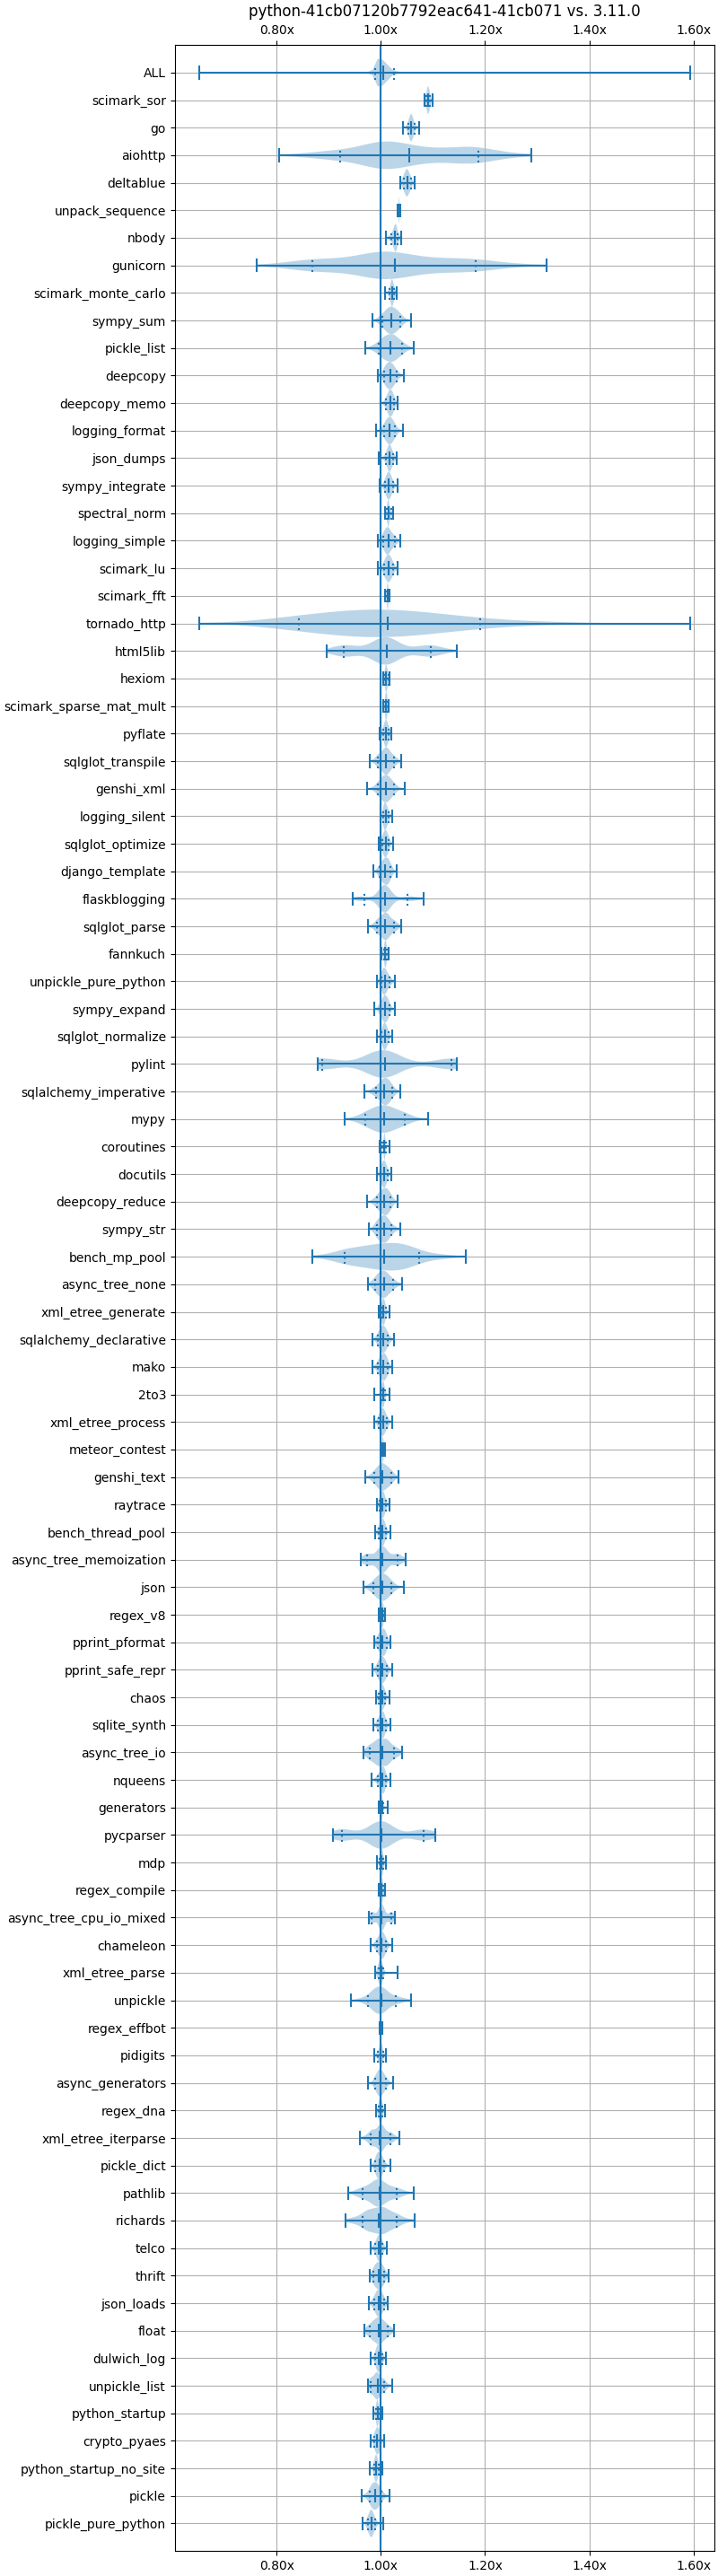 python-41cb07120b7792eac641-41cb071 vs. 3.11.0
0.80x 1.00x 1.20x 1.40x 1.60x
ALL
scimark_sor
go
aiohttp
deltablue
unpack_sequence
nbody
gunicorn
scimark_monte_carlo
sympy_sum
pickle_list
deepcopy
deepcopy_memo
logging_format
json_dumps
sympy_integrate
spectral_norm
logging_simple
scimark_lu
scimark_fft
tornado_http
html5lib
hexiom
scimark_sparse_mat_mult
pyflate
sqlglot_transpile
genshi_xml
logging_silent
sqlglot_optimize
django_template
flaskblogging
sqlglot_parse
fannkuch
unpickle_pure_python
sympy_expand
sqlglot_normalize
pylint
sqlalchemy_imperative
mypy
coroutines
docutils
deepcopy_reduce
sympy_str
bench_mp_pool
async_tree_none
xml_etree_generate
sqlalchemy_declarative
mako
2to3
xml_etree_process
meteor_contest
genshi_text
raytrace
bench_thread_pool
async_tree_memoization
json
regex_v8
pprint_pformat
pprint_safe_repr
chaos
sqlite_synth
async_tree_io
nqueens
generators
pycparser
mdp
regex_compile
async_tree_cpu_io_mixed
chameleon
xml_etree_parse
unpickle
regex_effbot
pidigits
async_generators
regex_dna
xml_etree_iterparse
pickle_dict
pathlib
richards
telco
thrift
json_loads
float
dulwich_log
unpickle_list
python_startup
crypto_pyaes
python_startup_no_site
pickle
pickle_pure_python
0.80x 1.00x 1.20x 1.40x 1.60x